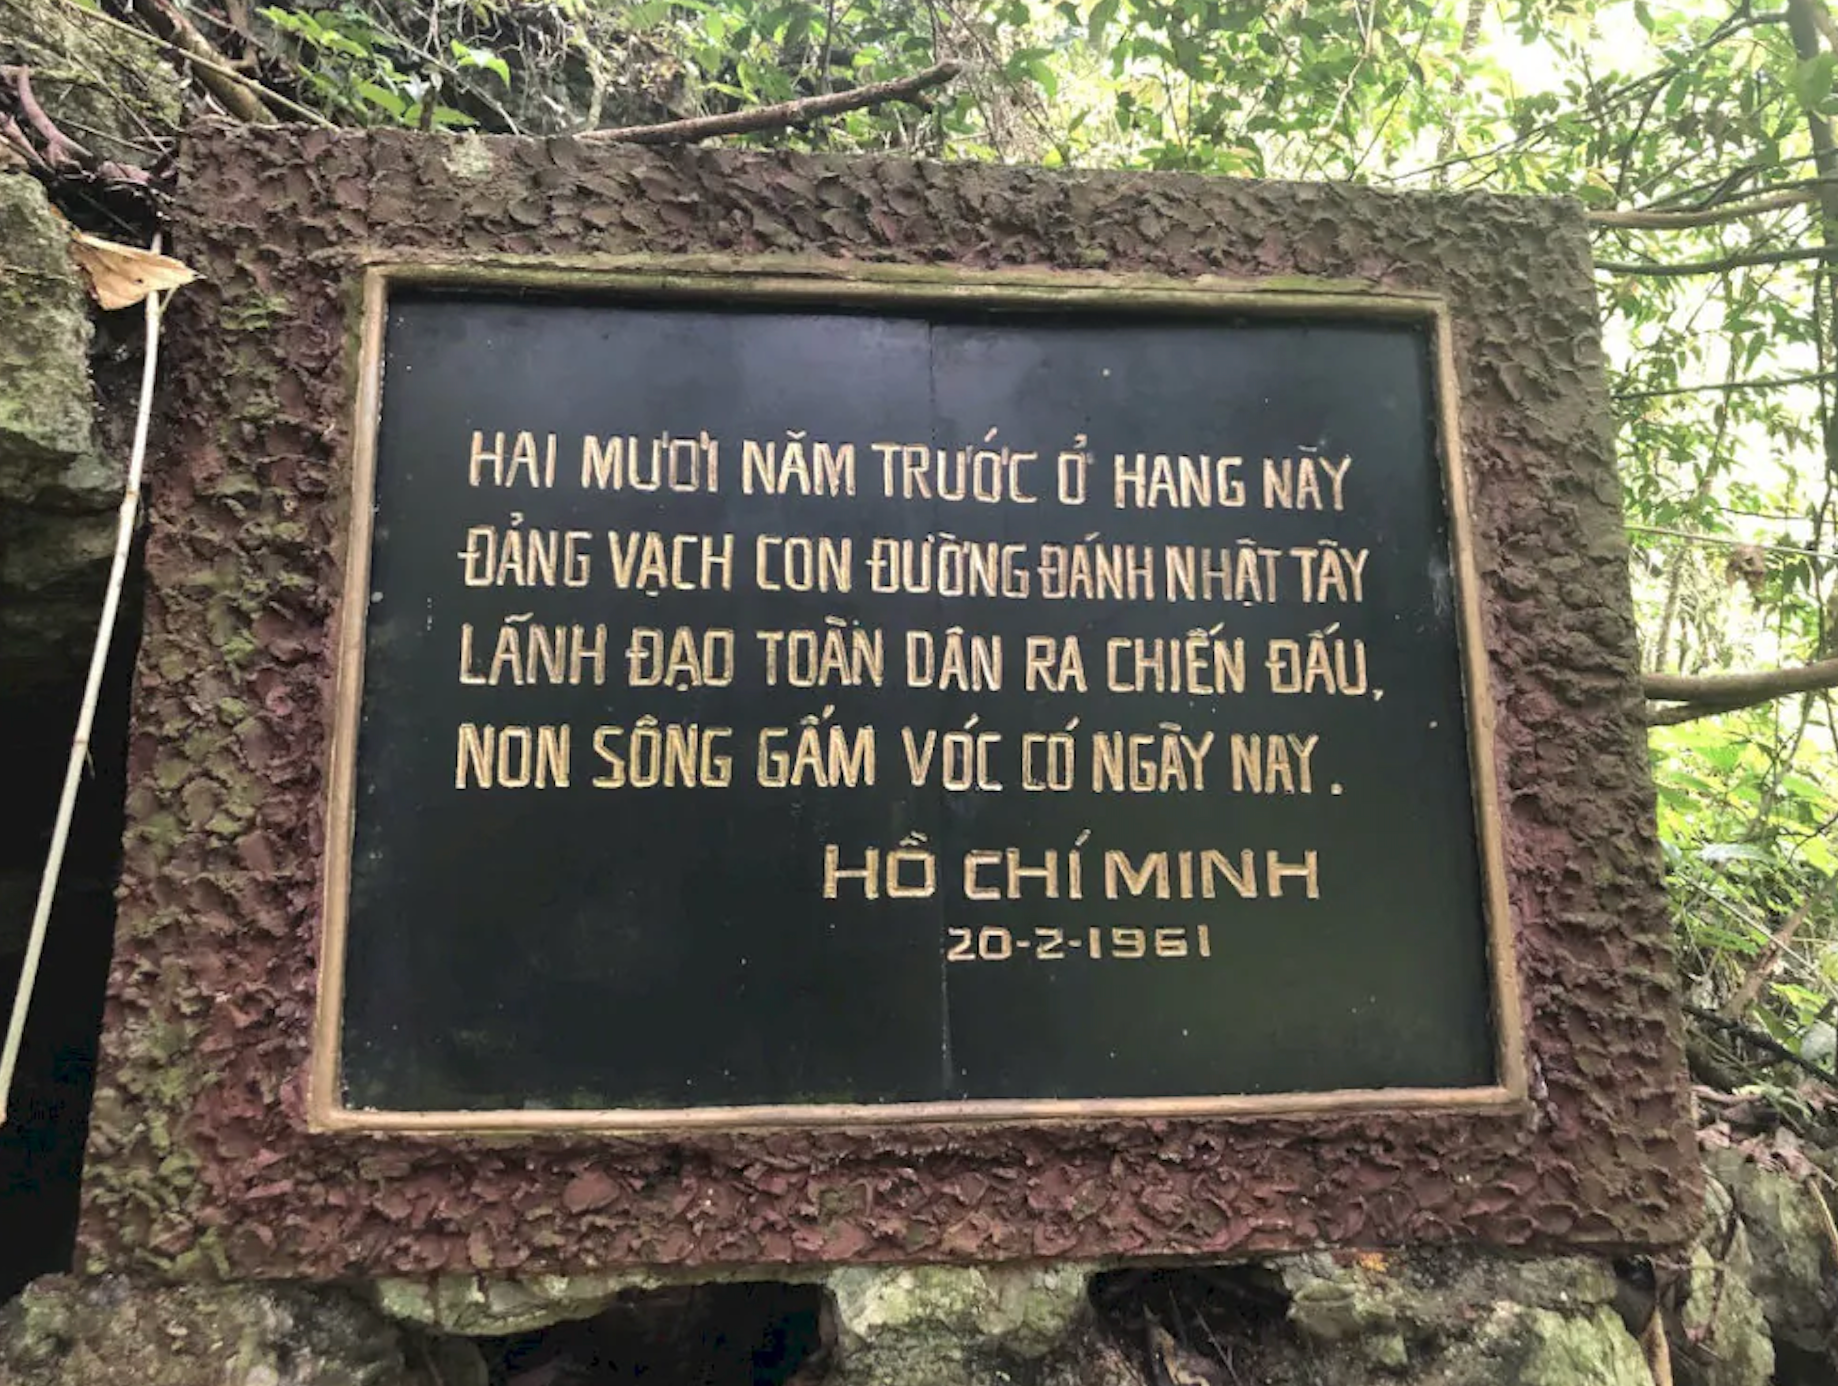 HAI MƯƠI NĂM TRƯỚC Ở HANG NÀY
ĐẢNG VẠCH CON ĐƯỜNG ĐÁNH NHẬT TÂY
LÃNH ĐẠO TOÀN DÂN RA CHIẾN ĐẤU,
NON SÔNG GẤM VÓC CÓ NGÀY NAY.
HỒ CHÍ MINH
20-2-1961